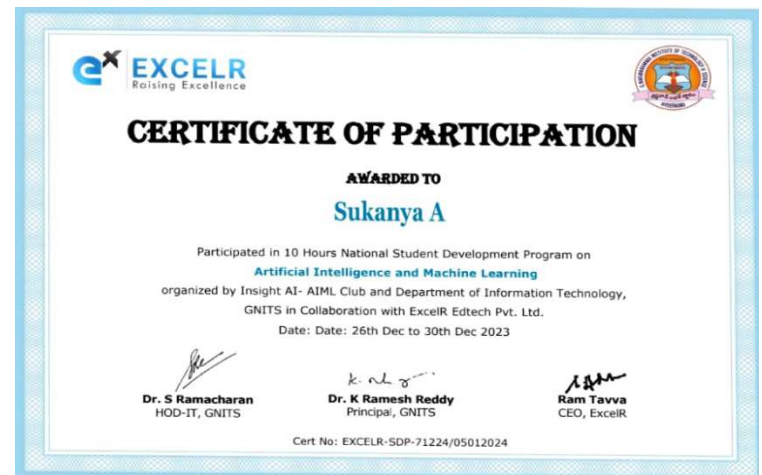 ex EXCELR
Raising Excellence
CERTIFICATE OF PARTICIPATION
AWARDED TO
Sukanya A
Participated in 10 Hours National Student Development Program on
Artificial Intelligence and Machine Learning
organized by Insight AI- AIML Club and Department of Information Technology,
GNITS in Collaboration with ExcelR Edtech Pvt. Ltd.
Date: Date: 26th Dec to 30th Dec 2023
Dr. S Ramacharan
HOD-IT, GNITS
Dr. K Ramesh Reddy
Principal, GNITS
Ram Tavva
CEO, ExcelR
Cert No: EXCELR-SDP-71224/05012024